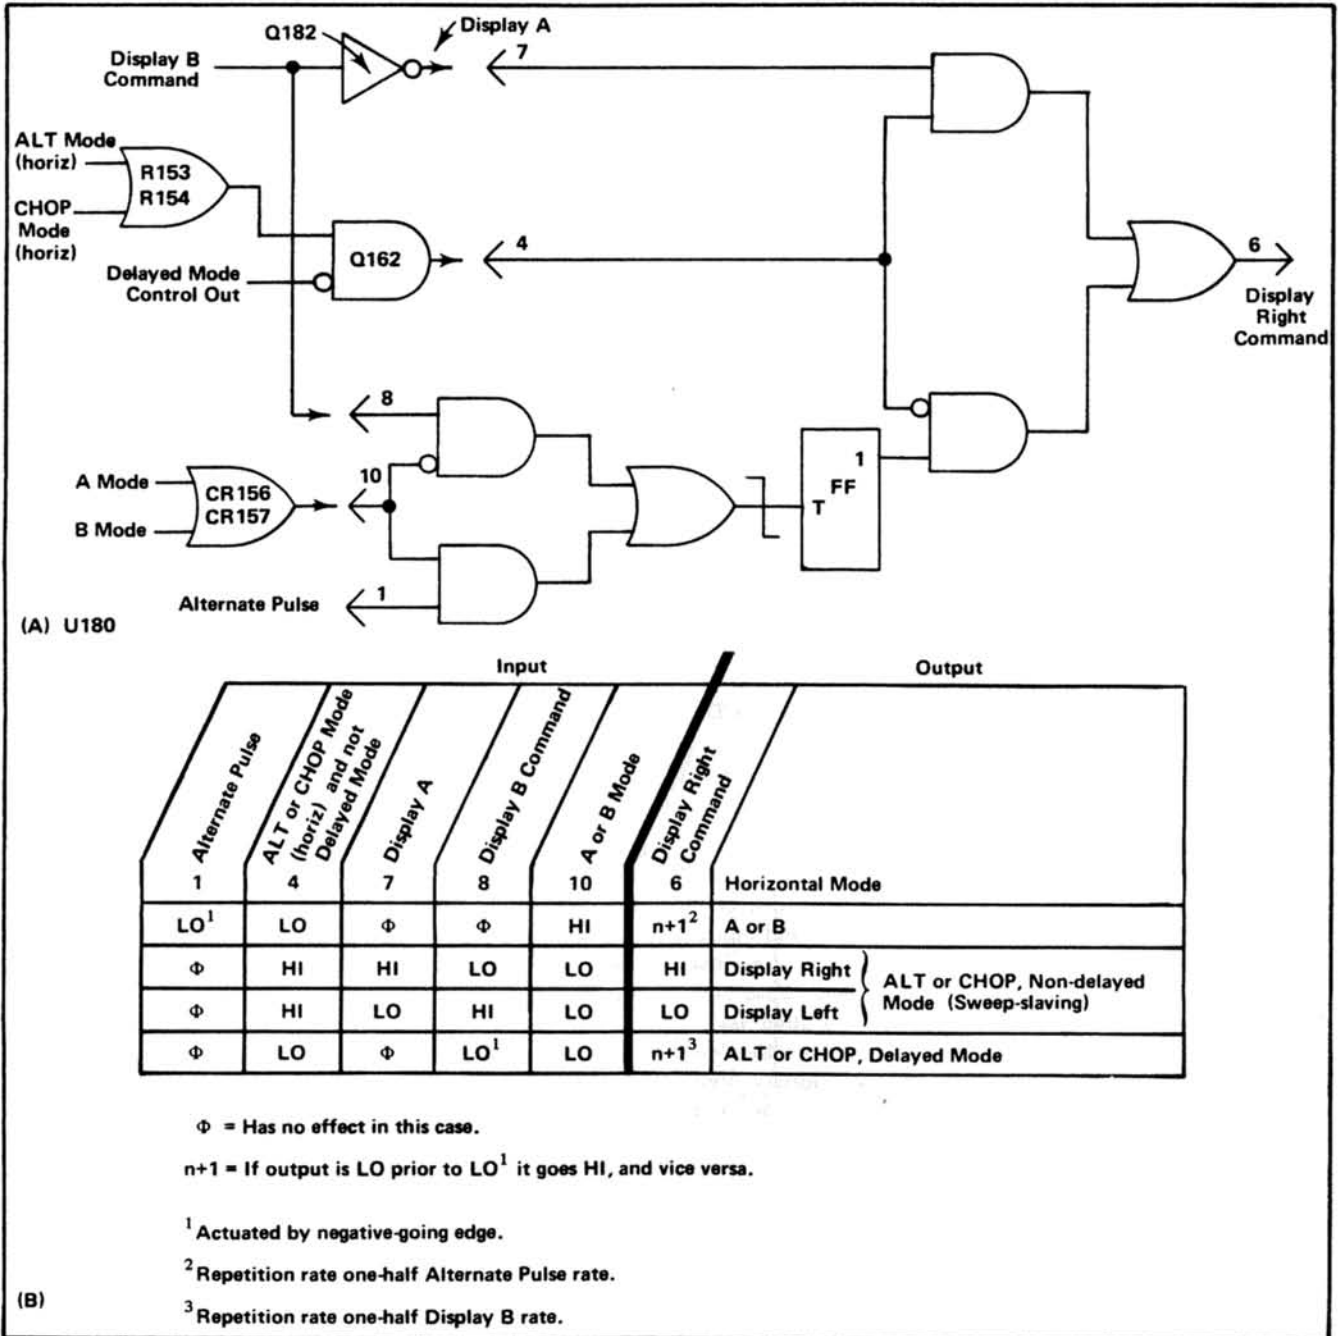 Q182
Display A
Display B
Command
7
ALT Mode
(horiz)
R153
R154
CHOP
Mode
(horiz)
Q162
4
6
Delayed Mode
Control Out
Display
Right
Command
8
A Mode
CR156
CR157
10
1
FF
T
B Mode
Alternate Pulse
1
(A) U180
Input
Output
Alternate Pulse
ALT or CHOP Mode
(horiz) and not
Delayed Mode
Display A
Display B Command
A or B Mode
Display Right
Command
1 4 7 8 10 6 Horizontal Mode
LO¹ LO Φ Φ HI n+1² A or B
Φ HI HI LO LO HI Display Right
ALT or CHOP, Non-delayed
Mode (Sweep-slaving)
Φ HI LO HI LO LO Display Left
Φ LO Φ LO¹ LO n+1³ ALT or CHOP, Delayed Mode
Φ = Has no effect in this case.
n+1 = If output is LO prior to LO¹ it goes HI, and vice versa.
¹ Actuated by negative-going edge.
² Repetition rate one-half Alternate Pulse rate.
(B)
³ Repetition rate one-half Display B rate.